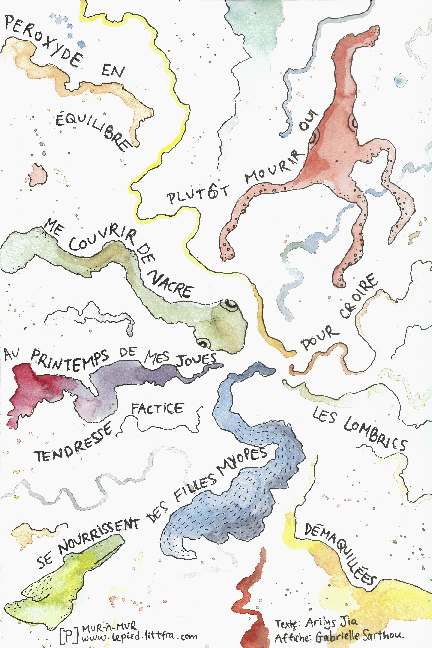 PEROXYDE EN
ÉQUILIBRE
PLUTÔT MOURIR OUI
ME COUVRIR DE NACRE
POUR CROIRE
AU PRINTEMPS DE MES JOUES
TENDRESSE FACTICE
LES LOMBRICS
SE NOURRISSENT DES FILLES MYOPES
DÉMAQUILÉES
[P] MUR-À-MUR
www.lepied.littfra.com
Texte: Arilys Jia
Affiche: Gabrielle Sarthou.